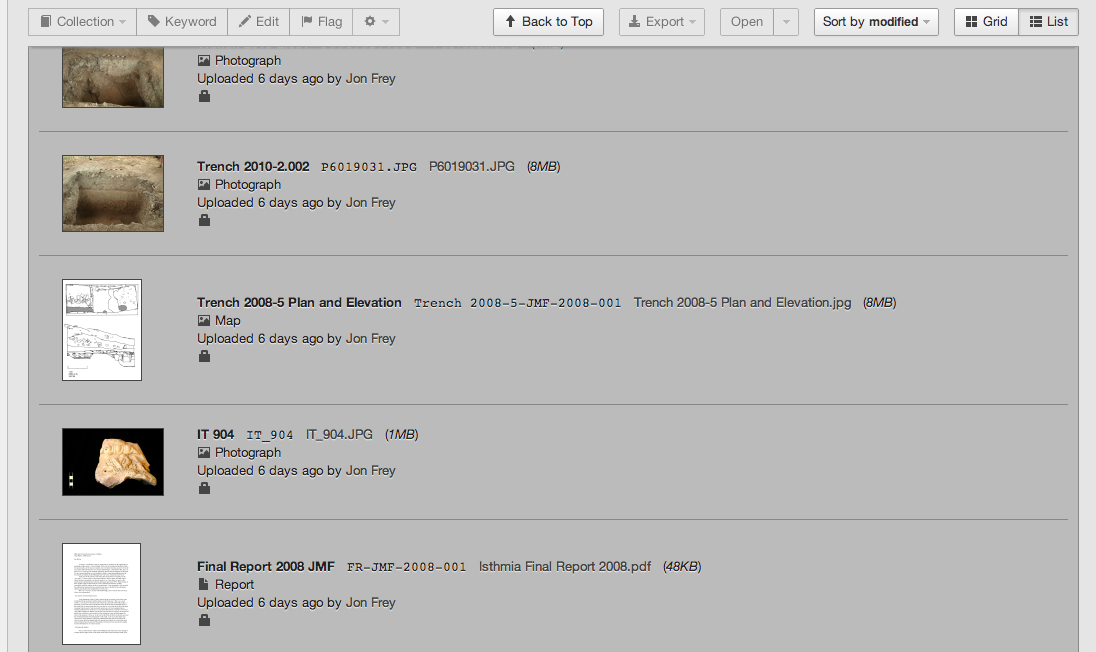 Collection Keyword Edit Flag Back to Top Export Open Sort by modified Grid List
Photograph
Uploaded 6 days ago by Jon Frey
Trench 2010-2.002 P6019031.JPG P6019031.JPG (8MB)
Photograph
Uploaded 6 days ago by Jon Frey
Trench 2008-5 Plan and Elevation Trench 2008-5-JMF-2008-001 Trench 2008-5 Plan and Elevation.jpg (8MB)
Map
Uploaded 6 days ago by Jon Frey
IT 904 IT_904 IT_904.JPG (1MB)
Photograph
Uploaded 6 days ago by Jon Frey
Final Report 2008 JMF FR-JMF-2008-001 Isthmia Final Report 2008.pdf (48KB)
Report
Uploaded 6 days ago by Jon Frey